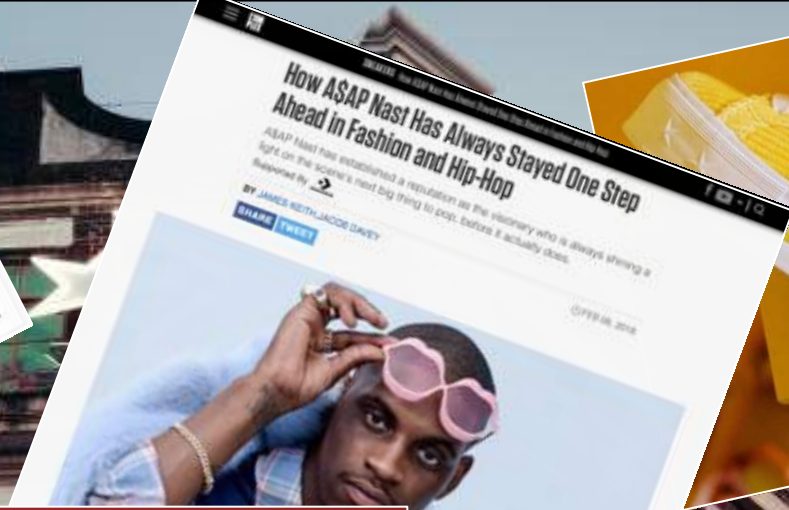 How A$AP Nast Has Always Stayed One Step
Ahead in Fashion and Hip-Hop
A$AP Nast has established a reputation as the visionary who is always shining a
light on the scene's next big thing to pop, before it actually does.
Supported By
BY JAMES KEITH, JACOB DAVEY
SHARE TWEET
FEB 08, 2018